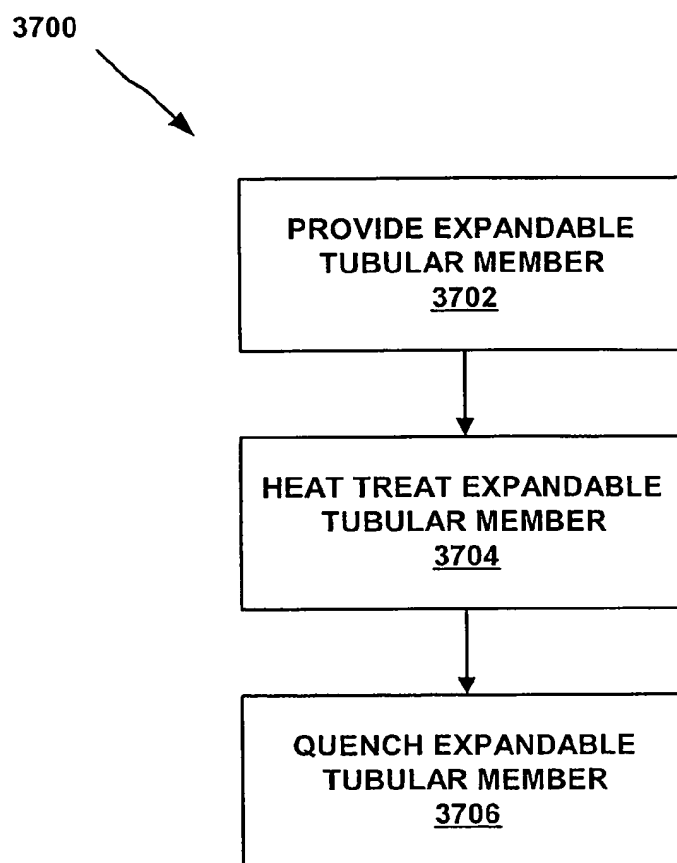 3700
PROVIDE EXPANDABLE
TUBULAR MEMBER
3702
HEAT TREAT EXPANDABLE
TUBULAR MEMBER
3704
QUENCH EXPANDABLE
TUBULAR MEMBER
3706